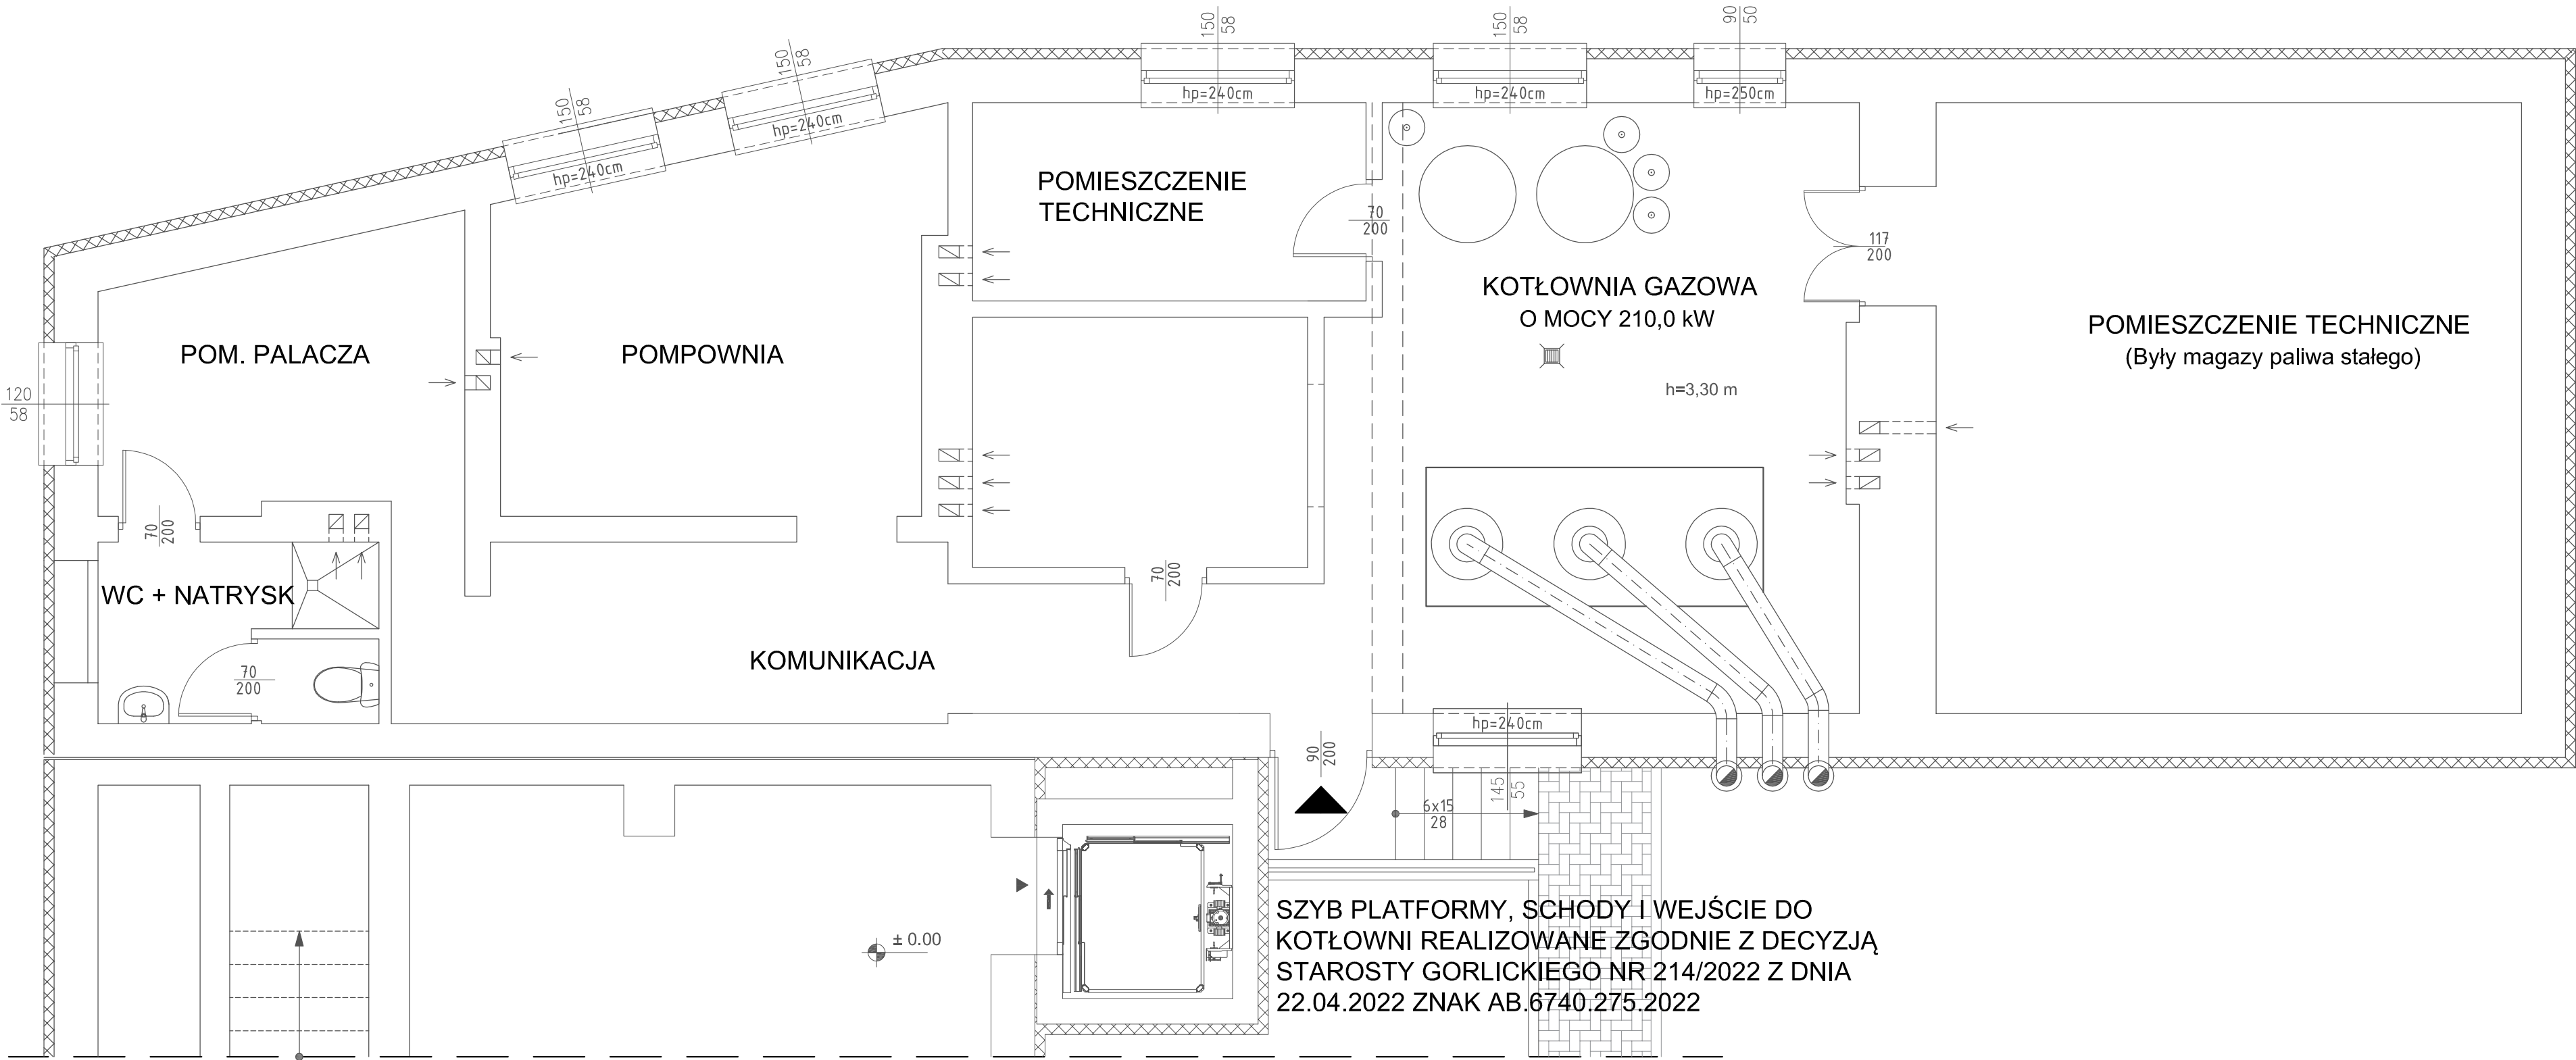 150
58
150
58
90
50
150
58
150
58
hp=240cm
hp=240cm
hp=250cm
hp=240cm
hp=240cm
POMIESZCZENIE
TECHNICZNE
70
200
117
200
KOTŁOWNIA GAZOWA
O MOCY 210,0 kW
h=3,30 m
POMIESZCZENIE TECHNICZNE
(Były magazy paliwa stałego)
POM. PALACZA
POMPOWNIA
120
58
70
200
WC + NATRYSK
70
200
70
200
KOMUNIKACJA
hp=240cm
90
200
145
55
6x15
28
± 0.00
SZYB PLATFORMY, SCHODY I WEJŚCIE DO
KOTŁOWNI REALIZOWANE ZGODNIE Z DECYZJĄ
STAROSTY GORLICKIEGO NR 214/2022 Z DNIA
22.04.2022 ZNAK AB.6740.275.2022